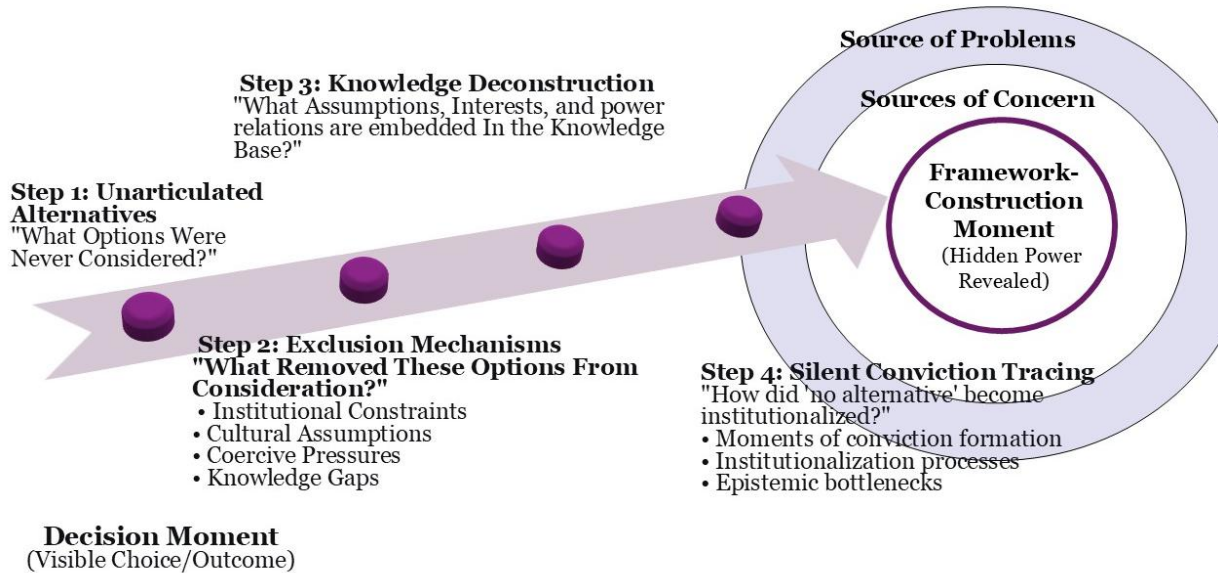 Source of Problems
Sources of Concern
Framework-
Construction
Moment
(Hidden Power
Revealed)
Step 3: Knowledge Deconstruction
"What Assumptions, Interests, and power
relations are embedded In the Knowledge
Base?"
Step 1: Unarticulated
Alternatives
"What Options Were
Never Considered?"
Step 2: Exclusion Mechanisms
"What Removed These Options From
Consideration?"
• Institutional Constraints
• Cultural Assumptions
• Coercive Pressures
• Knowledge Gaps
Step 4: Silent Conviction Tracing
"How did 'no alternative' become
institutionalized?"
• Moments of conviction formation
• Institutionalization processes
• Epistemic bottlenecks
Decision Moment
(Visible Choice/Outcome)